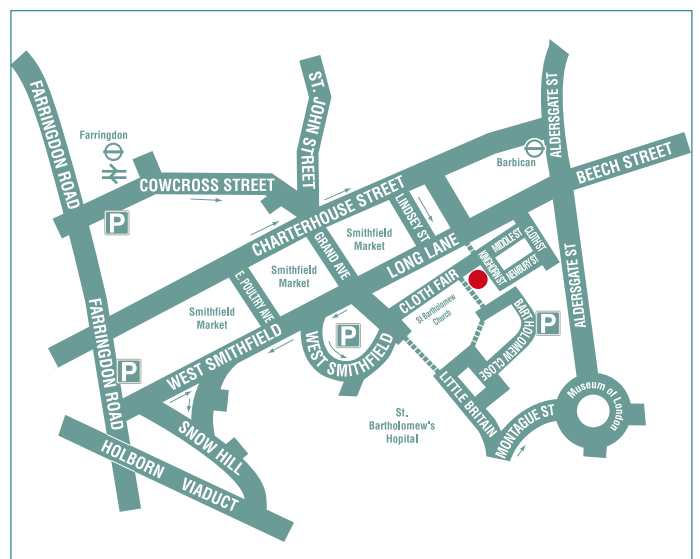 FARRINGDON ROAD
Farringdon
P
COWCROSS STREET
ST. JOHN STREET
CHARTERHOUSE STREET
LINDSEY ST
Barbican
ALDERSGATE ST
BEECH STREET
GRAND AVE
Smithfield
Market
LONG LANE
MIDDLE ST
CLOTH ST
KINGHORN ST
NEWBURY ST
E. POULTRY AVE
Smithfield
Market
Smithfield
Market
CLOTH FAIR
St Bartholomew
Church
BARTHOLOMEW CLOSE
P
ALDERSGATE ST
FARRINGDON ROAD
P
WEST SMITHFIELD
P
WEST SMITHFIELD
LITTLE BRITAIN
MONTAGUE ST
Museum of London
St.
Bartholomew's
Hopital
SNOW HILL
HOLBORN VIADUCT